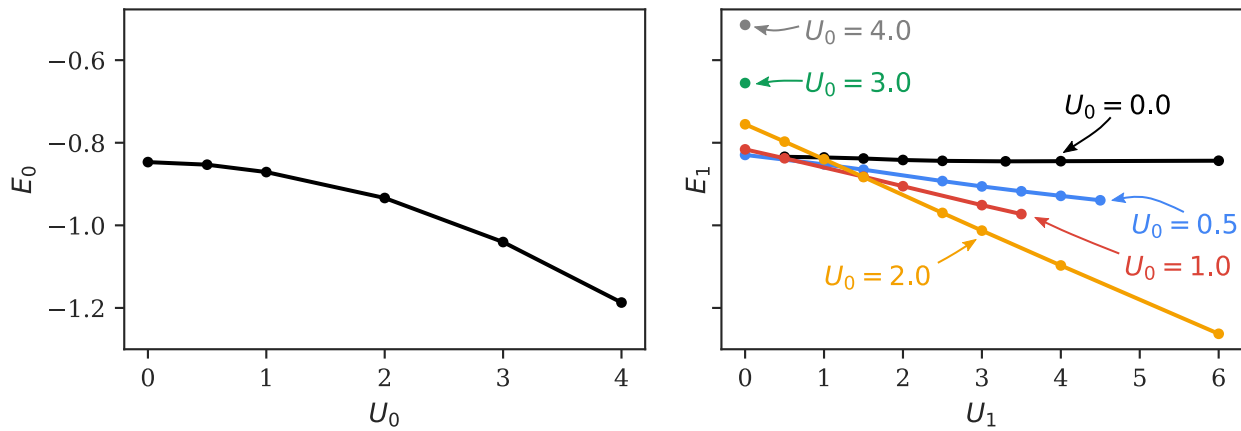 −0.6
−0.8
−1.0
−1.2
E₀
0
1
2
3
4
U₀
E₁
0
1
2
3
4
5
6
U₁
U₀ = 4.0
U₀ = 3.0
U₀ = 0.0
U₀ = 0.5
U₀ = 1.0
U₀ = 2.0